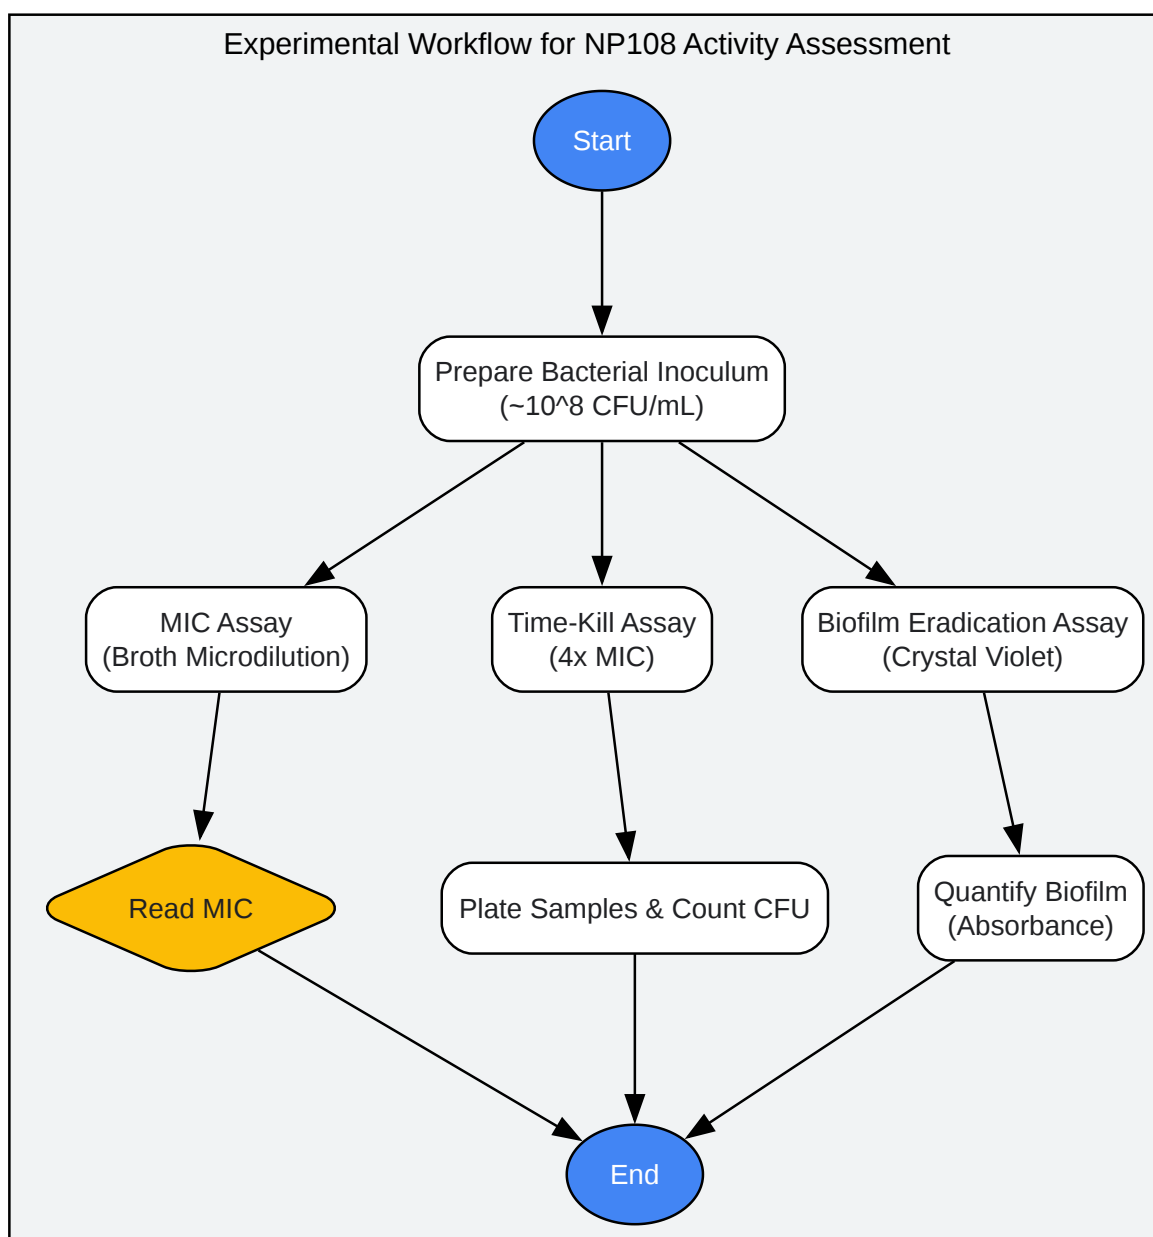 Experimental Workflow for NP108 Activity Assessment
Start
Prepare Bacterial Inoculum
(~10^8 CFU/mL)
MIC Assay
(Broth Microdilution)
Time-Kill Assay
(4x MIC)
Biofilm Eradication Assay
(Crystal Violet)
Read MIC
Plate Samples & Count CFU
Quantify Biofilm
(Absorbance)
End